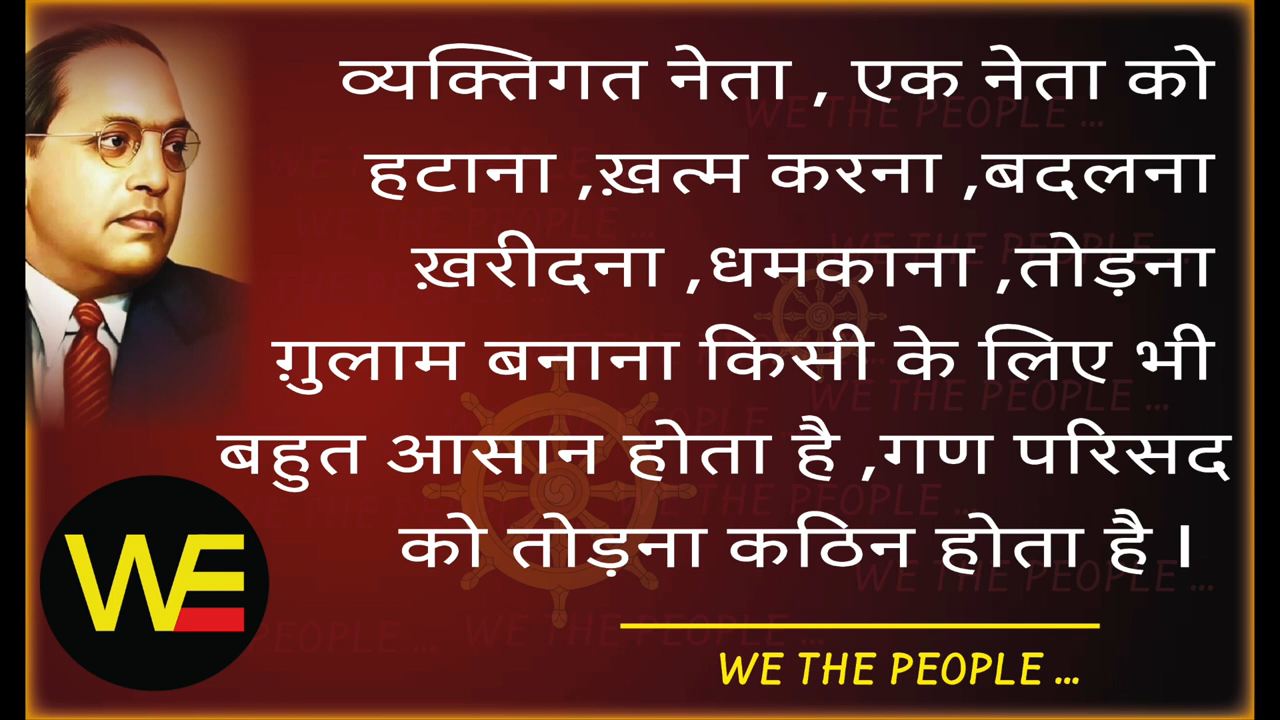 व्यक्तिगत नेता , एक नेता को
हटाना ,ख़त्म करना ,बदलना
ख़रीदना ,धमकाना ,तोड़ना
ग़ुलाम बनाना किसी के लिए भी
बहुत आसान होता है ,गण परिसद
को तोड़ना कठिन होता है ।
WE
WE THE PEOPLE ...